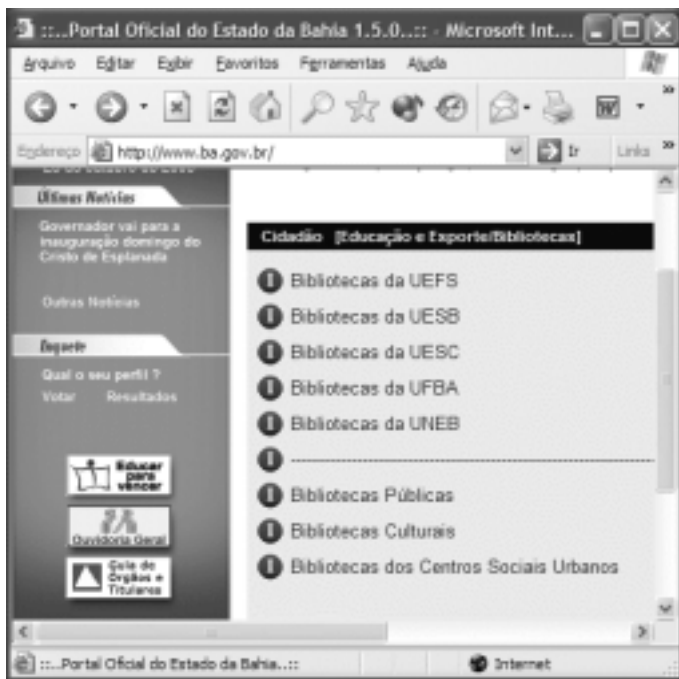 ::..Portal Oficial do Estado da Bahia 1.5.0..:: - Microsoft Int...
Arquivo Editar Exibir Favoritos Ferramentas Ajuda
Endereço http://www.ba.gov.br/ Ir Links
Últimas Notícias
Governador vai para a
inauguração domingo do
Cristo de Esplanada
Outras Notícias
Enquete
Qual o seu perfil ?
Votar Resultados
Educar
para
vencer
Ouvidoria Geral
Guia de
Órgãos e
Titulares
Cidadão [Educação e Esporte/Bibliotecas]
Bibliotecas da UEFS
Bibliotecas da UESB
Bibliotecas da UESC
Bibliotecas da UFBA
Bibliotecas da UNEB
Bibliotecas Públicas
Bibliotecas Culturais
Bibliotecas dos Centros Sociais Urbanos
::..Portal Oficial do Estado da Bahia..:: Internet